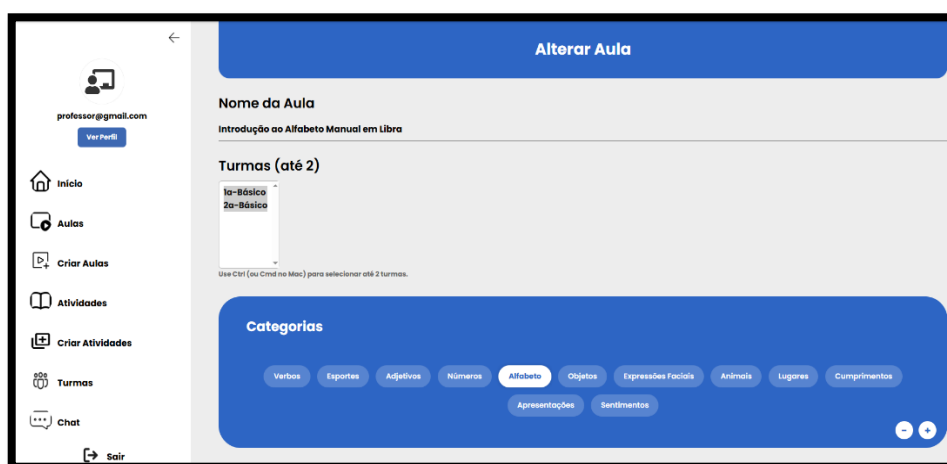 professor@gmail.com
Ver Perfil
Início
Aulas
Criar Aulas
Atividades
Criar Atividades
Turmas
Chat
Sair
Alterar Aula
Nome da Aula
Introdução ao Alfabeto Manual em Libra
Turmas (até 2)
1a-Básico
2a-Básico
Use Ctrl (ou Cmd no Mac) para selecionar até 2 turmas.
Categorias
Verbos Esportes Adjetivos Números Alfabeto Objetos Expressões Faciais Animais Lugares Cumprimentos
Apresentações Sentimentos
- +